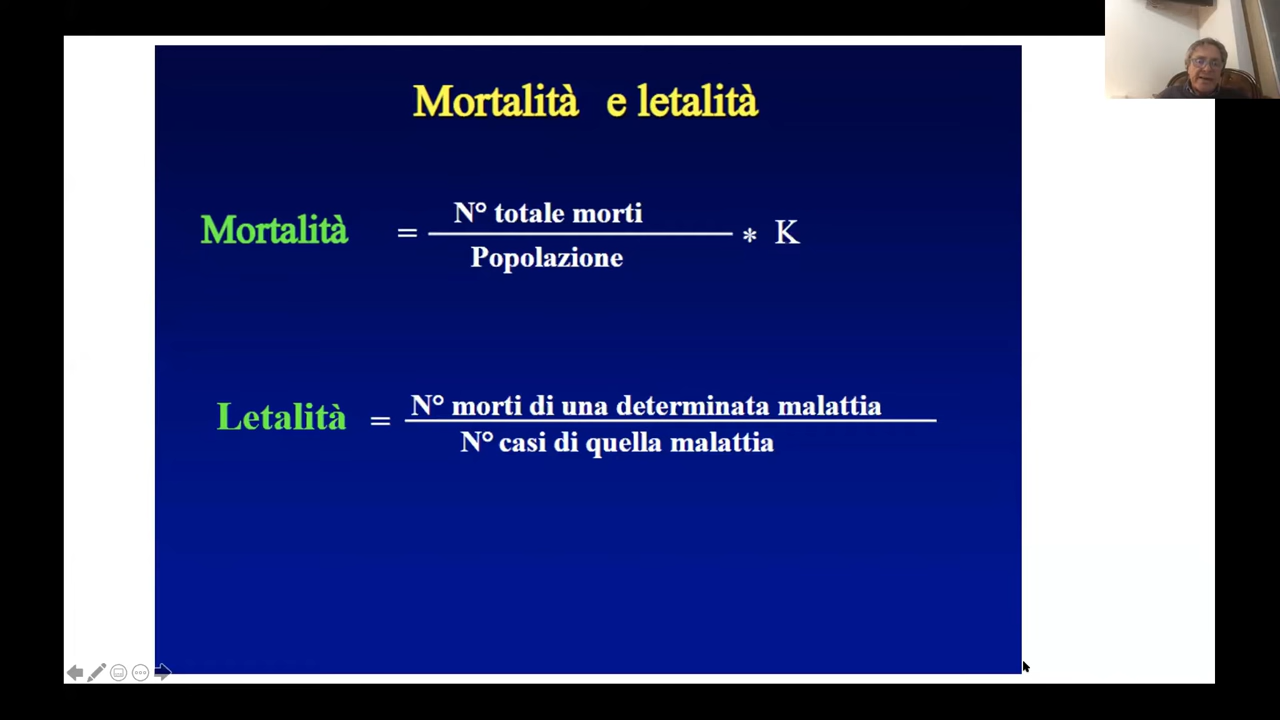 Mortalità e letalità
Mortalità = N° totale morti * K
Popolazione
Letalità = N° morti di una determinata malattia
N° casi di quella malattia